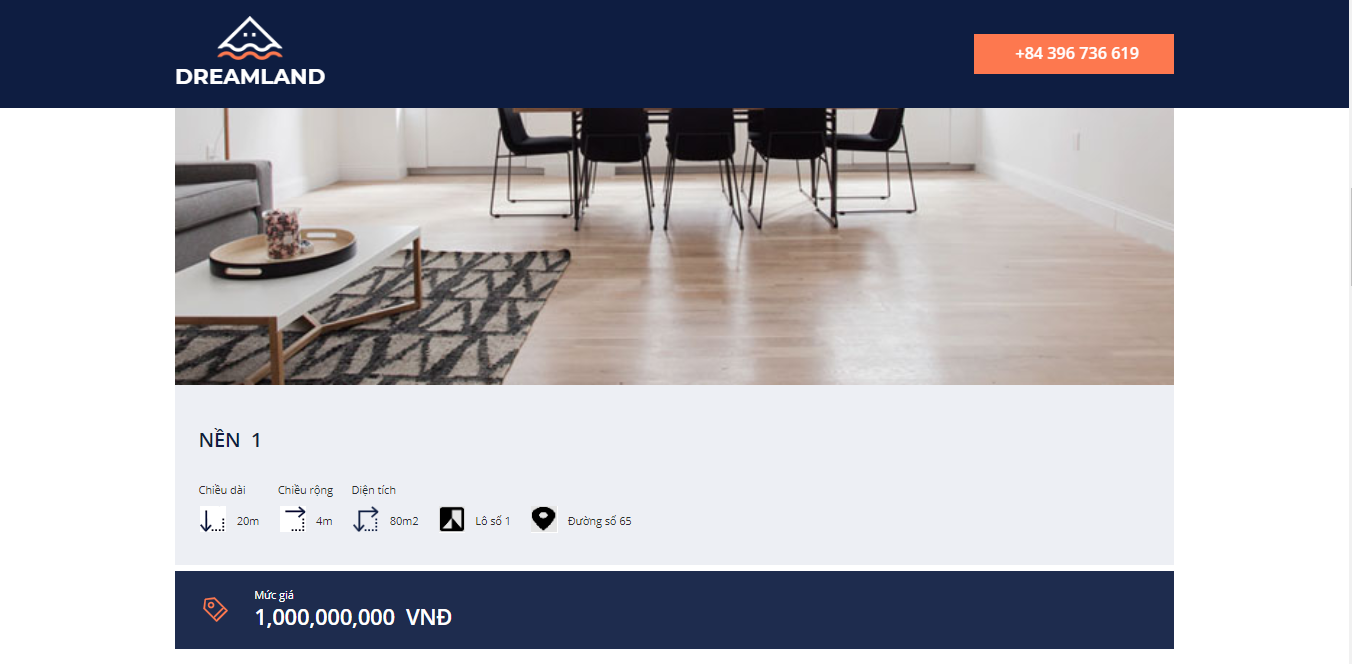 DREAMLAND
+84 396 736 619
NỀN 1
Chiều dài Chiều rộng Diện tích
20m 4m 80m2 Lô số 1 Đường số 65
Mức giá
1,000,000,000 VNĐ